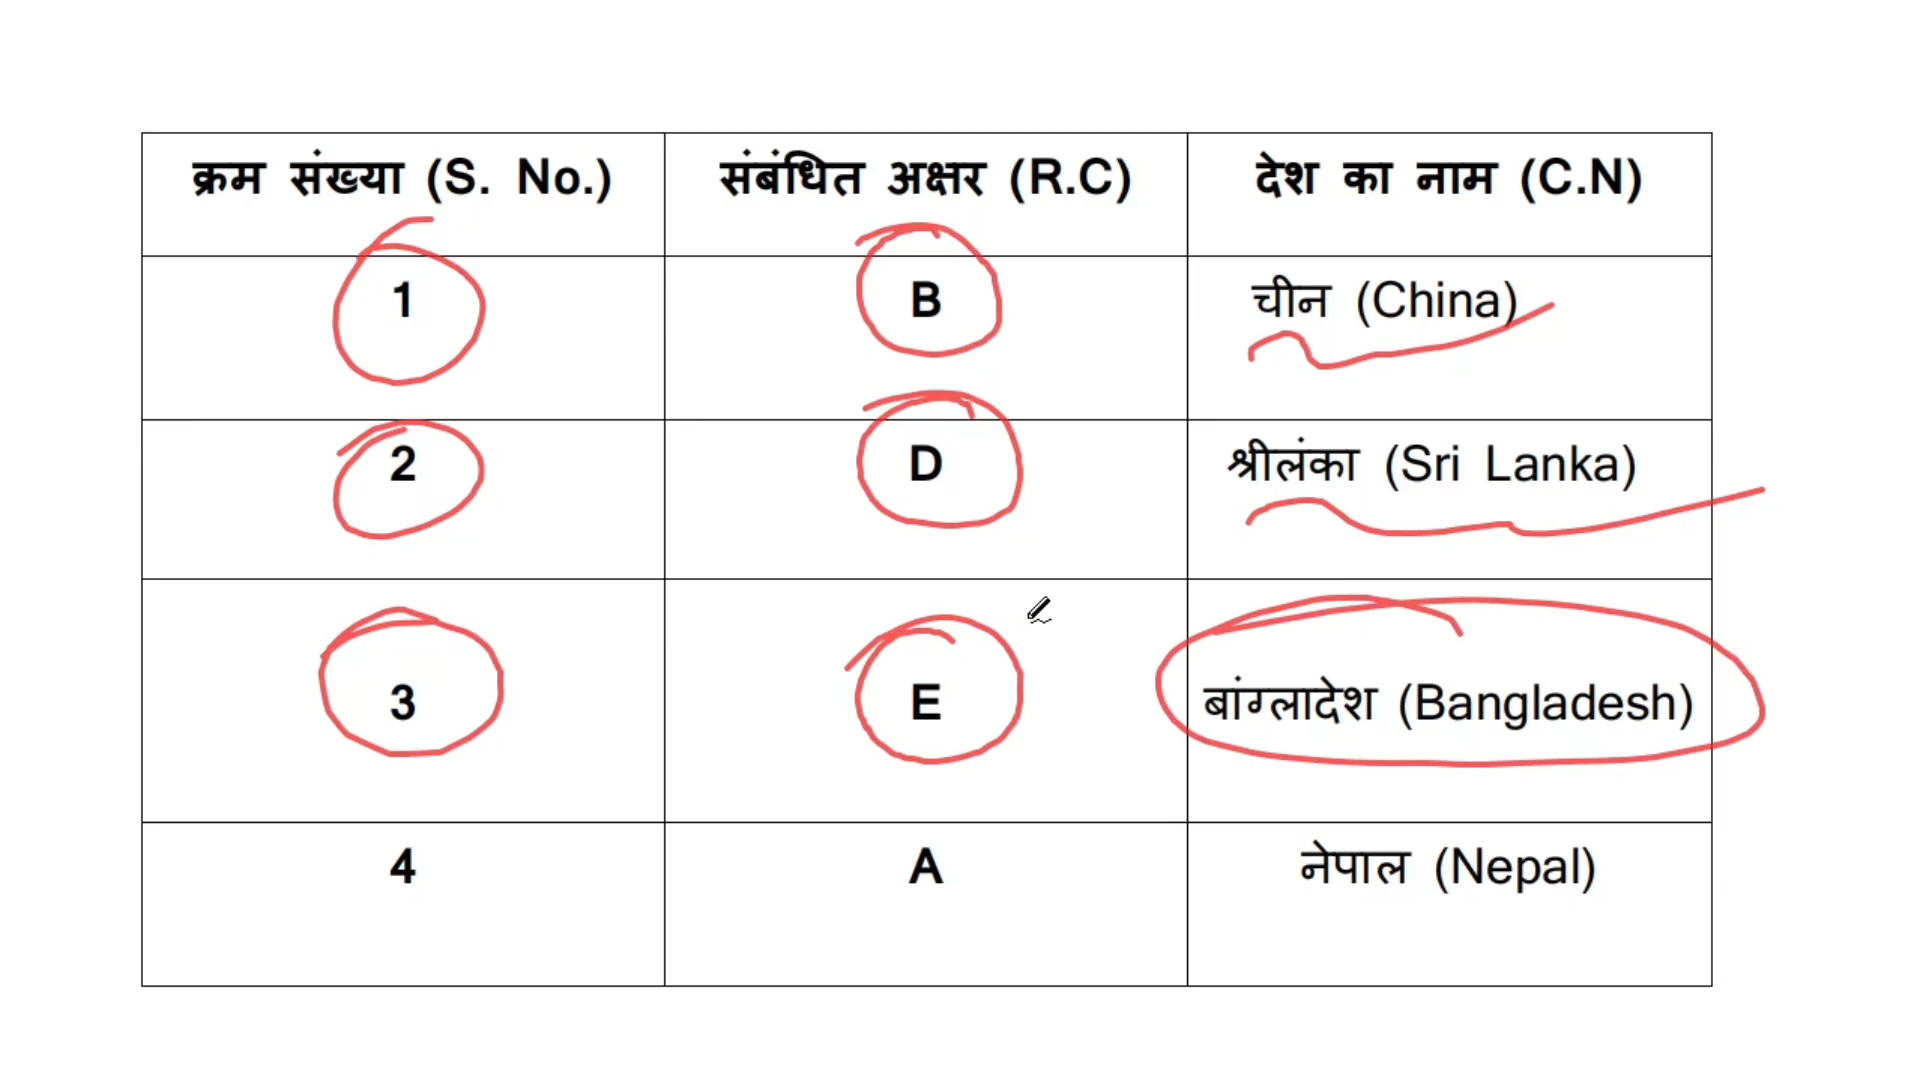 क्रम संख्या (S. No.) संबंधित अक्षर (R.C) देश का नाम (C.N)
1 B चीन (China)
2 D श्रीलंका (Sri Lanka)
3 E बांग्लादेश (Bangladesh)
4 A नेपाल (Nepal)